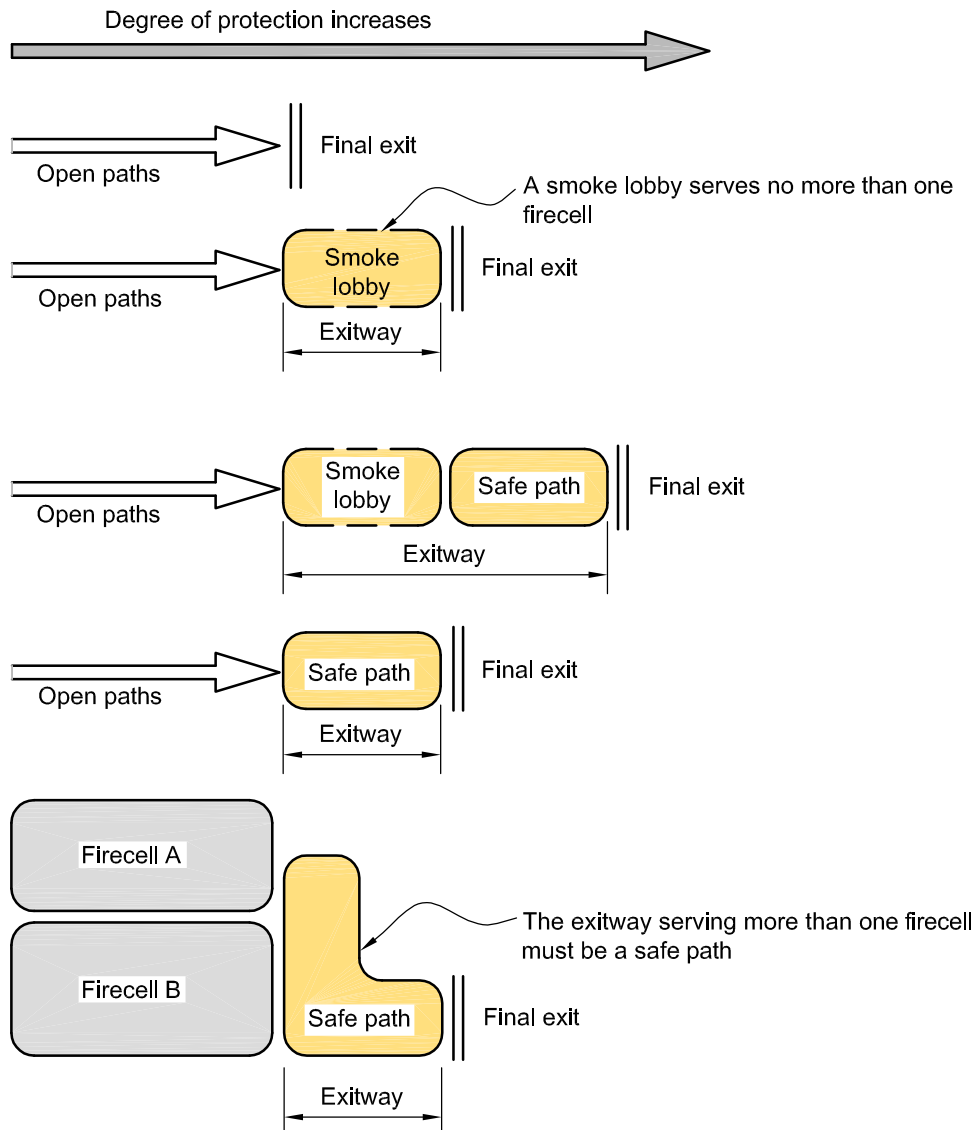 Degree of protection increases
Open paths
Final exit
A smoke lobby serves no more than one
firecell
Open paths
Smoke
lobby
Final exit
Exitway
Open paths
Smoke
lobby
Safe path
Final exit
Exitway
Open paths
Safe path
Final exit
Exitway
Firecell A
Firecell B
The exitway serving more than one firecell
must be a safe path
Safe path
Final exit
Exitway